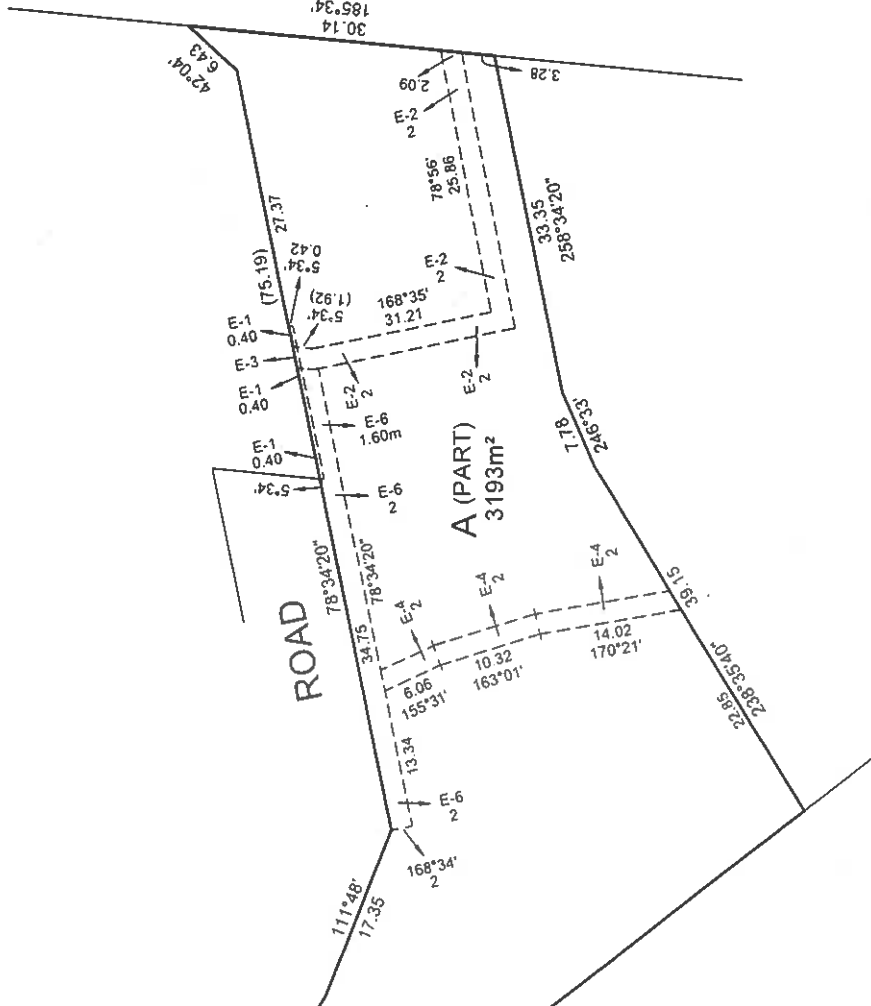 185°34'
30.14
42°04'
6.43
3.28
2.09
E-2
2
78°56'
25.86
27.37
(75.19)
5°34'
0.42
E-2
2
33.35
258°34'20"
5°34'
(1.92)
168°35'
31.21
E-1
0.40
E-3
E-1
0.40
E-2
2
E-2
2
E-6
1.60m
E-1
0.40
5°34'
E-6
2
A (PART)
3193m²
7.78
246°33'
78°34'20"
ROAD
34.75
78°34'20"
E-4
2
E-4
2
E-4
2
6.06
155°31'
10.32
163°01'
14.02
170°21'
39.15
22.85
238°35'40"
13.34
E-6
2
168°34'
2
111°48'
17.35